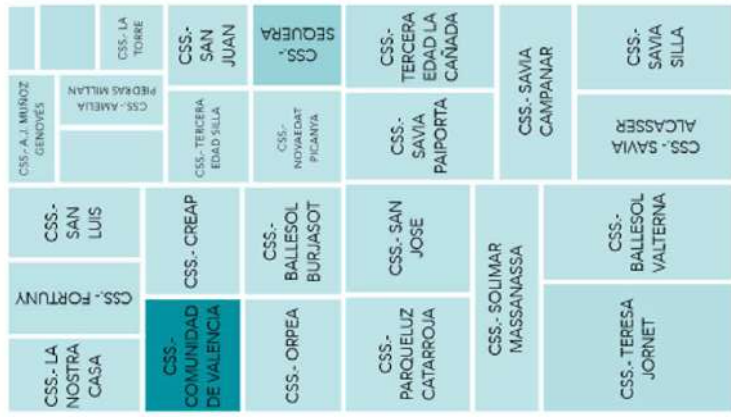 CSS.- LA
TORRE
CSS.-
SAN
JUAN
CSS.-
SEQUERA
CSS.-
TERCERA
EDAD LA
CAÑADA
CSS.- SAVIA
CAMPANAR
CSS.-
SAVIA
SILLA
CSS.- A.J. MUÑOZ
GENOVÉS
CSS.- AMELIA
PIEDRAS MILLAN
CSS.- TERCERA
EDAD SILLA
CSS.-
NOVAEDAT
PICANYA
CSS.-
SAVIA
PAIPORTA
CSS.- SAVIA
ALCASSER
CSS.-
SAN
LUIS
CSS.- CREAP
CSS.-
BALLESOL
BURJASOT
CSS.- SAN
JOSE
CSS.- SOLIMAR
MASSANASSA
CSS.-
BALLESOL
VALTERNA
CSS.- FORTUNY
CSS.- LA
NOSTRA
CASA
CSS.-
COMUNIDAD
DE VALENCIA
CSS.- ORPEA
CSS.-
PARQUELUZ
CATARROJA
CSS.- TERESA
JORNET